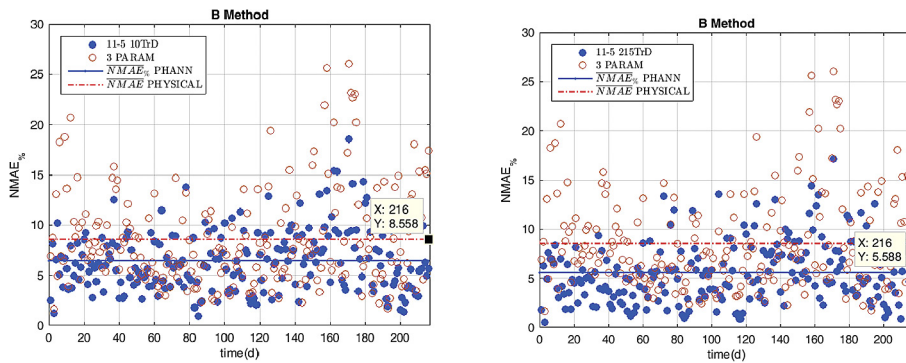 B Method
30
25
20
15
10
5
0
NMAE%
11-5 10TrD
3 PARAM
NMAE% PHANN
NMAE PHYSICAL
X: 216
Y: 8.558
0 20 40 60 80 100 120 140 160 180 200
time(d)
B Method
30
25
20
15
10
5
0
NMAE%
11-5 215TrD
3 PARAM
NMAE% PHANN
NMAE PHYSICAL
X: 216
Y: 5.588
0 20 40 60 80 100 120 140 160 180 200
time(d)